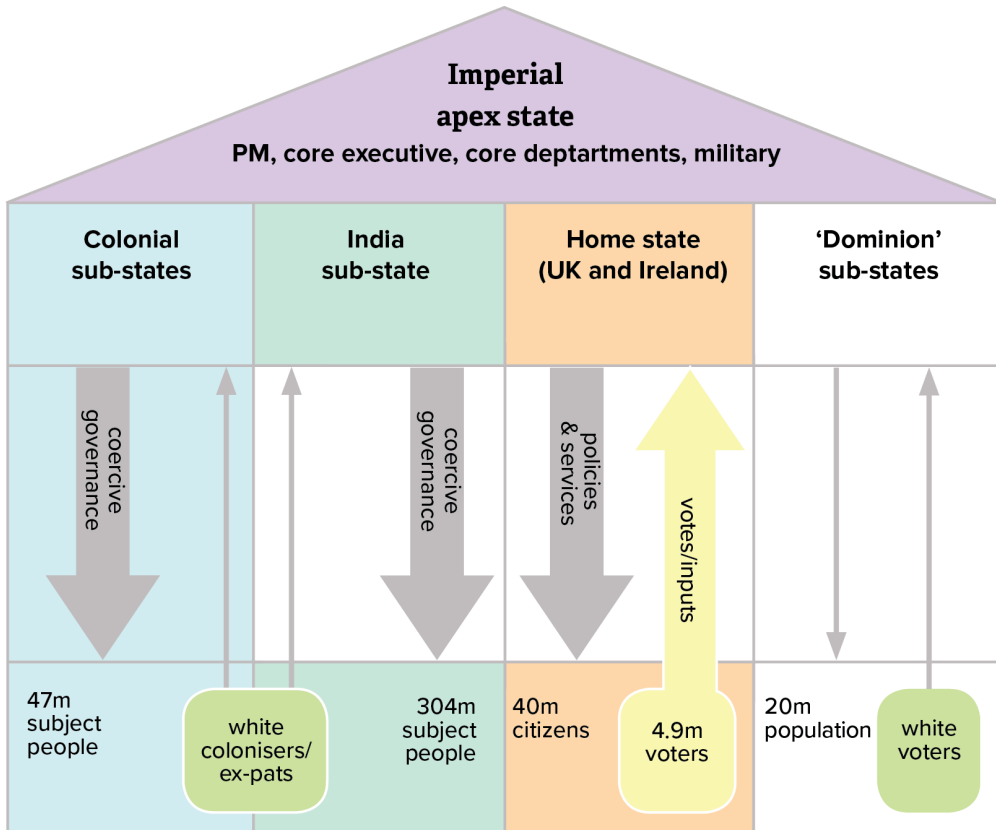 Imperial
apex state
PM, core executive, core deptartments, military
Colonial
sub-states
India
sub-state
Home state
(UK and Ireland)
‘Dominion’
sub-states
coercive
governance
coercive
governance
policies
& services
votes/inputs
47m
subject
people
white
colonisers/
ex-pats
304m
subject
people
40m
citizens
4.9m
voters
20m
population
white
voters